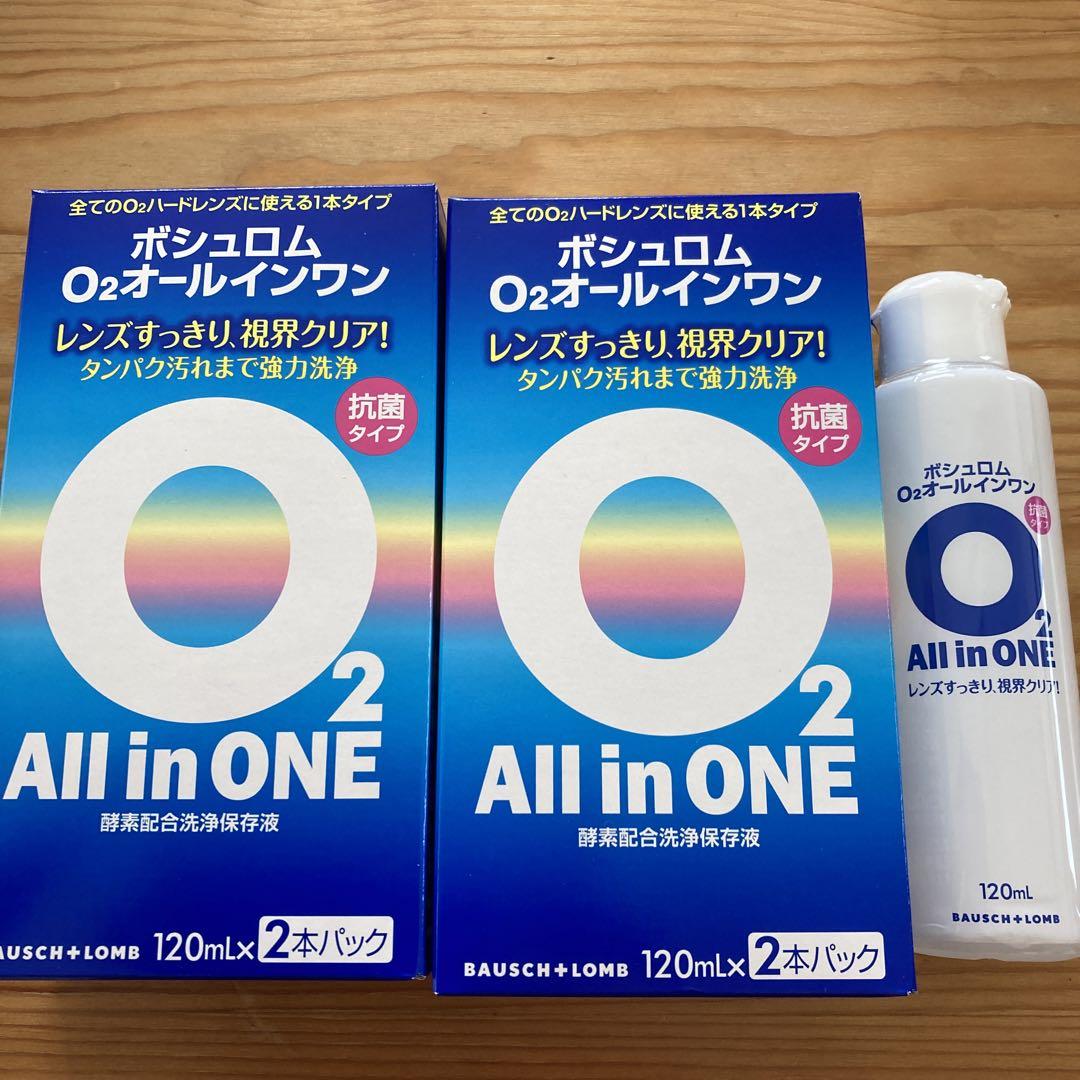 全てのO₂ハードレンズに使える1本タイプ
ボシュロム
O₂オールインワン
レンズすっきり、視界クリア!
タンパク汚れまで強力洗浄
抗菌
タイプ
O₂
All in ONE
酵素配合洗浄保存液
BAUSCH+LOMB 120mL×2本パック
全てのO₂ハードレンズに使える1本タイプ
ボシュロム
O₂オールインワン
レンズすっきり、視界クリア!
タンパク汚れまで強力洗浄
抗菌
タイプ
O₂
All in ONE
酵素配合洗浄保存液
BAUSCH+LOMB 120mL×2本パック
ボシュロム
O₂オールインワン
抗菌
タイプ
O₂
All in ONE
レンズすっきり、視界クリア!
120mL
BAUSCH+LOMB